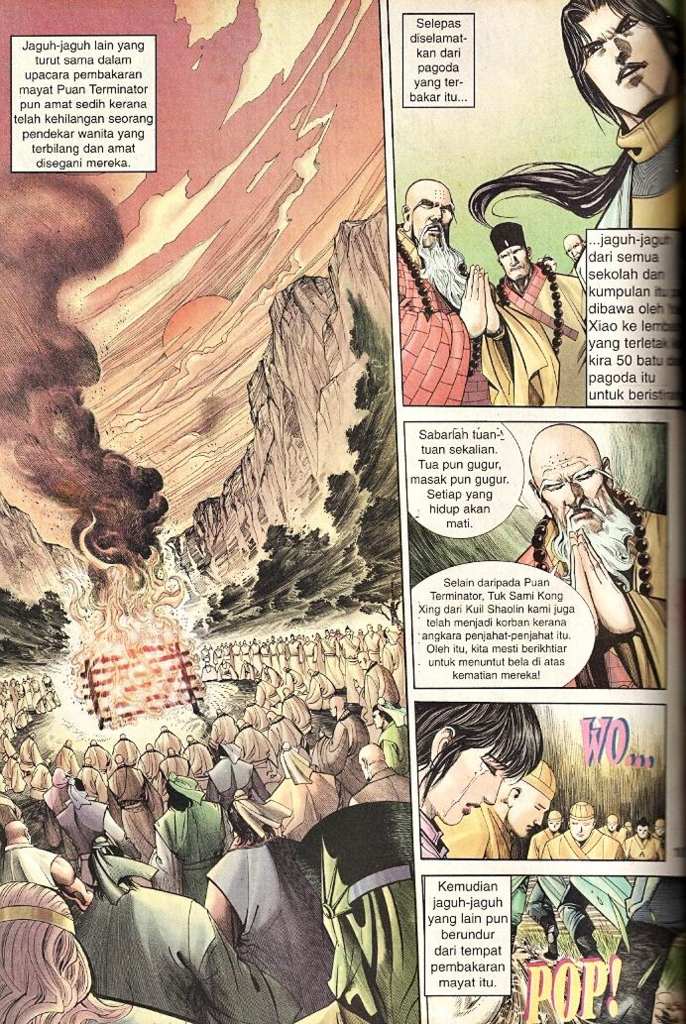 Jaguh-jaguh lain yang
turut sama dalam
upacara pembakaran
mayat Puan Terminator
pun amat sedih kerana
telah kehilangan seorang
pendekar wanita yang
terbilang dan amat
disegani mereka.
Selepas
diselamat-
kan dari
pagoda
yang ter-
bakar itu...
...jaguh-jaguh
dari semua
sekolah dan
kumpulan itu
dibawa oleh
Xiao ke
yang terletak
kira 50 batu
pagoda itu
untuk
Sabarlah tuan-
tuan sekalian.
Tua pun gugur,
masak pun gugur.
Setiap yang
hidup akan
mati.
Selain daripada Puan
Terminator, Tuk Sami Kong
Xing dari Kuil Shaolin kami juga
telah menjadi korban kerana
angkara penjahat-penjahat itu.
Oleh itu, kita mesti berikhtiar
untuk menuntut bela di atas
kematian mereka!
WO...
Kemudian
jaguh-jaguh
yang lain pun
berundur
dari tempat
pembakaran
mayat itu.
POP!